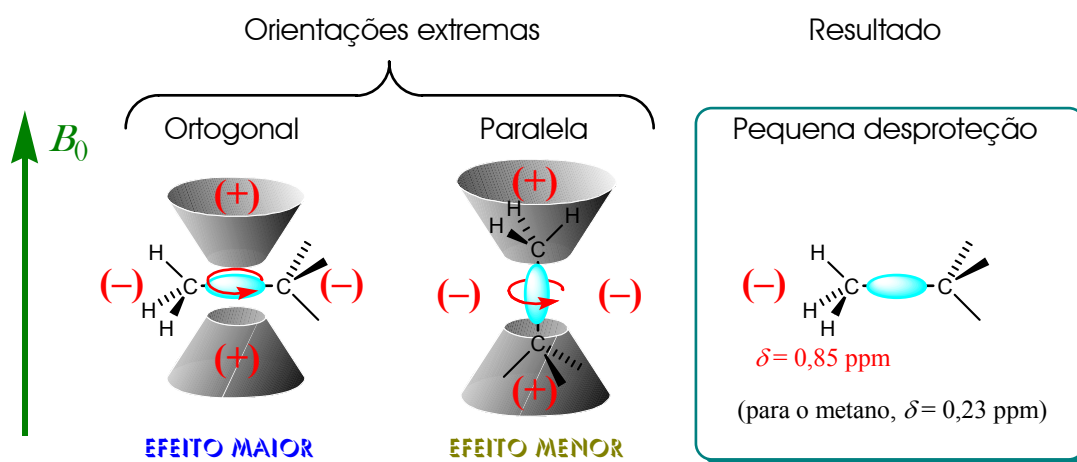 Orientações extremas
Resultado
B0
Ortogonal
Paralela
Pequena desproteção
(+)
(+)
H
H
H
H
C
C
(–)
(–)
H
H
C
(–)
(–)
C
(+)
(+)
(–)
H
H
H
C
C
δ = 0,85 ppm
(para o metano, δ = 0,23 ppm)
EFEITO MAIOR
EFEITO MENOR